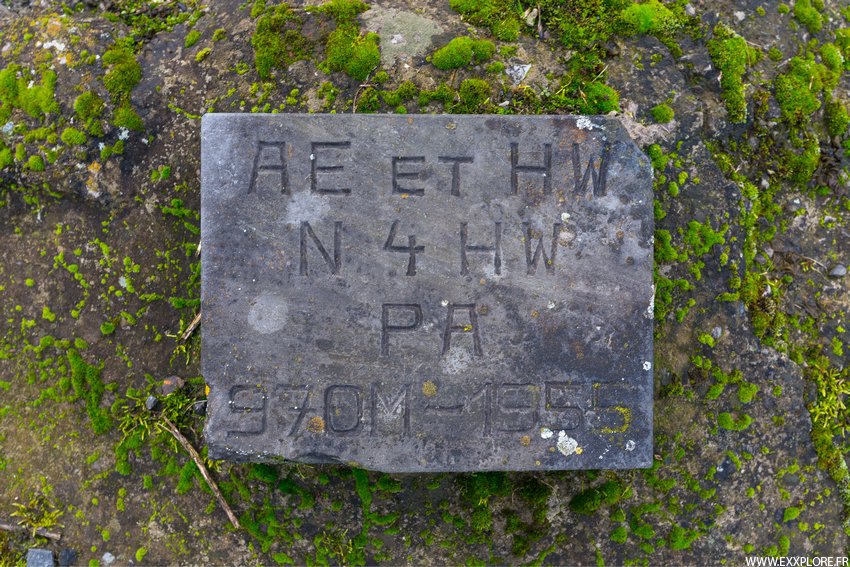 AE ET HW
N 4 HW
PA
970M-1955
WWW.EXXPLORE.FR